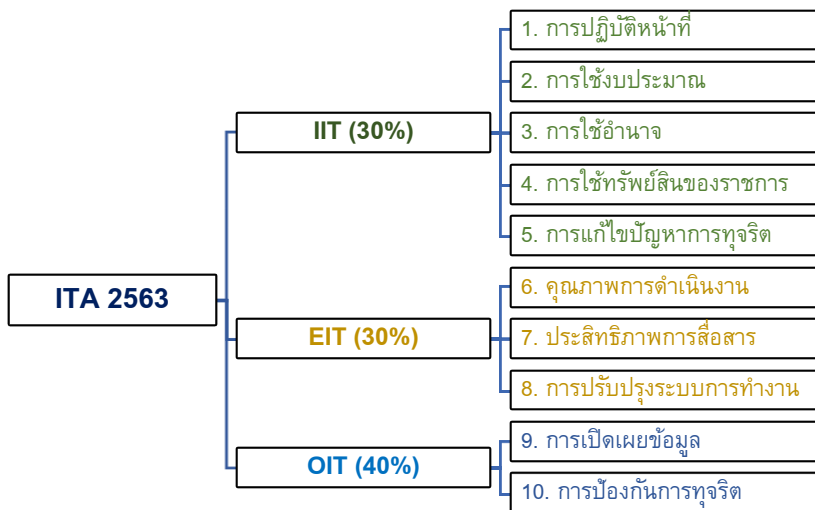 ITA 2563
IIT (30%)
1. การปฏิบัติหน้าที่
2. การใช้งบประมาณ
3. การใช้อำนาจ
4. การใช้ทรัพย์สินของราชการ
5. การแก้ไขปัญหาการทุจริต
EIT (30%)
6. คุณภาพการดำเนินงาน
7. ประสิทธิภาพการสื่อสาร
8. การปรับปรุงระบบการทำงาน
OIT (40%)
9. การเปิดเผยข้อมูล
10. การป้องกันการทุจริต